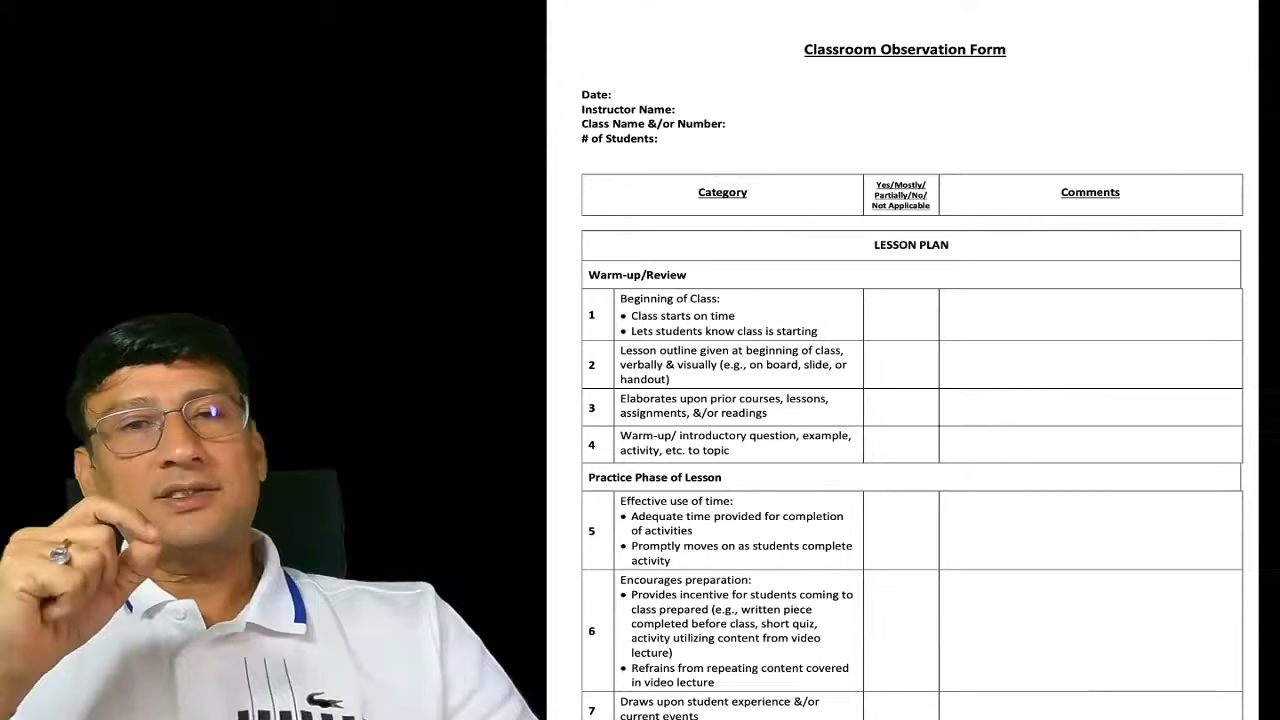 Classroom Observation Form
Date:
Instructor Name:
Class Name &/or Number:
# of Students:
Category
Yes/Mostly/
Partially/No/
Not Applicable
Comments
LESSON PLAN
Warm-up/Review
1
Beginning of Class:
• Class starts on time
• Lets students know class is starting
2
Lesson outline given at beginning of class,
verbally & visually (e.g., on board, slide, or
handout)
3
Elaborates upon prior courses, lessons,
assignments, &/or readings
4
Warm-up/ introductory question, example,
activity, etc. to topic
Practice Phase of Lesson
5
Effective use of time:
• Adequate time provided for completion
of activities
• Promptly moves on as students complete
activity
6
Encourages preparation:
• Provides incentive for students coming to
class prepared (e.g., written piece
completed before class, short quiz,
activity utilizing content from video
lecture)
• Refrains from repeating content covered
in video lecture
7
Draws upon student experience &/or
current events